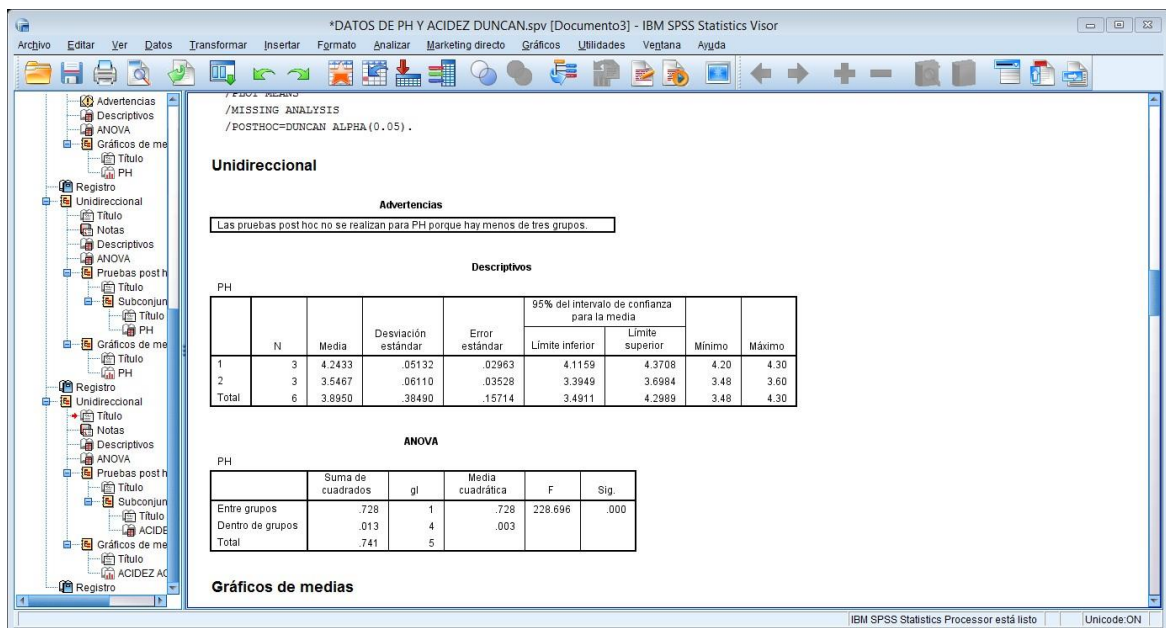 *DATOS DE PH Y ACIDEZ DUNCAN.spv [Documento3] - IBM SPSS Statistics Visor
Archivo Editar Ver Datos Transformar Insertar Formato Analizar Marketing directo Gráficos Utilidades Ventana Ayuda
Advertencias
Descriptivos
ANOVA
Gráficos de me
Título
PH
Registro
Unidireccional
Título
Notas
Descriptivos
ANOVA
Pruebas post h
Título
Subconjun
Título
PH
Gráficos de me
Título
PH
Registro
Unidireccional
Título
Notas
Descriptivos
ANOVA
Pruebas post h
Título
Subconjun
Título
ACIDE
Gráficos de me
Título
ACIDEZ AC
Registro
/PLOT MEANS
/MISSING ANALYSIS
/POSTHOC=DUNCAN ALPHA(0.05).
Unidireccional
Advertencias
Las pruebas post hoc no se realizan para PH porque hay menos de tres grupos.
Descriptivos
PH
N Media Desviación estándar Error estándar 95% del intervalo de confianza para la media Mínimo Máximo
Límite inferior Límite superior
1 3 4.2433 .05132 .02963 4.1159 4.3708 4.20 4.30
2 3 3.5467 .06110 .03528 3.3949 3.6984 3.48 3.60
Total 6 3.8950 .38490 .15714 3.4911 4.2989 3.48 4.30
ANOVA
PH
Suma de cuadrados gl Media cuadrática F Sig.
Entre grupos .728 1 .728 228.696 .000
Dentro de grupos .013 4 .003
Total .741 5
Gráficos de medias
IBM SPSS Statistics Processor está listo Unicode:ON